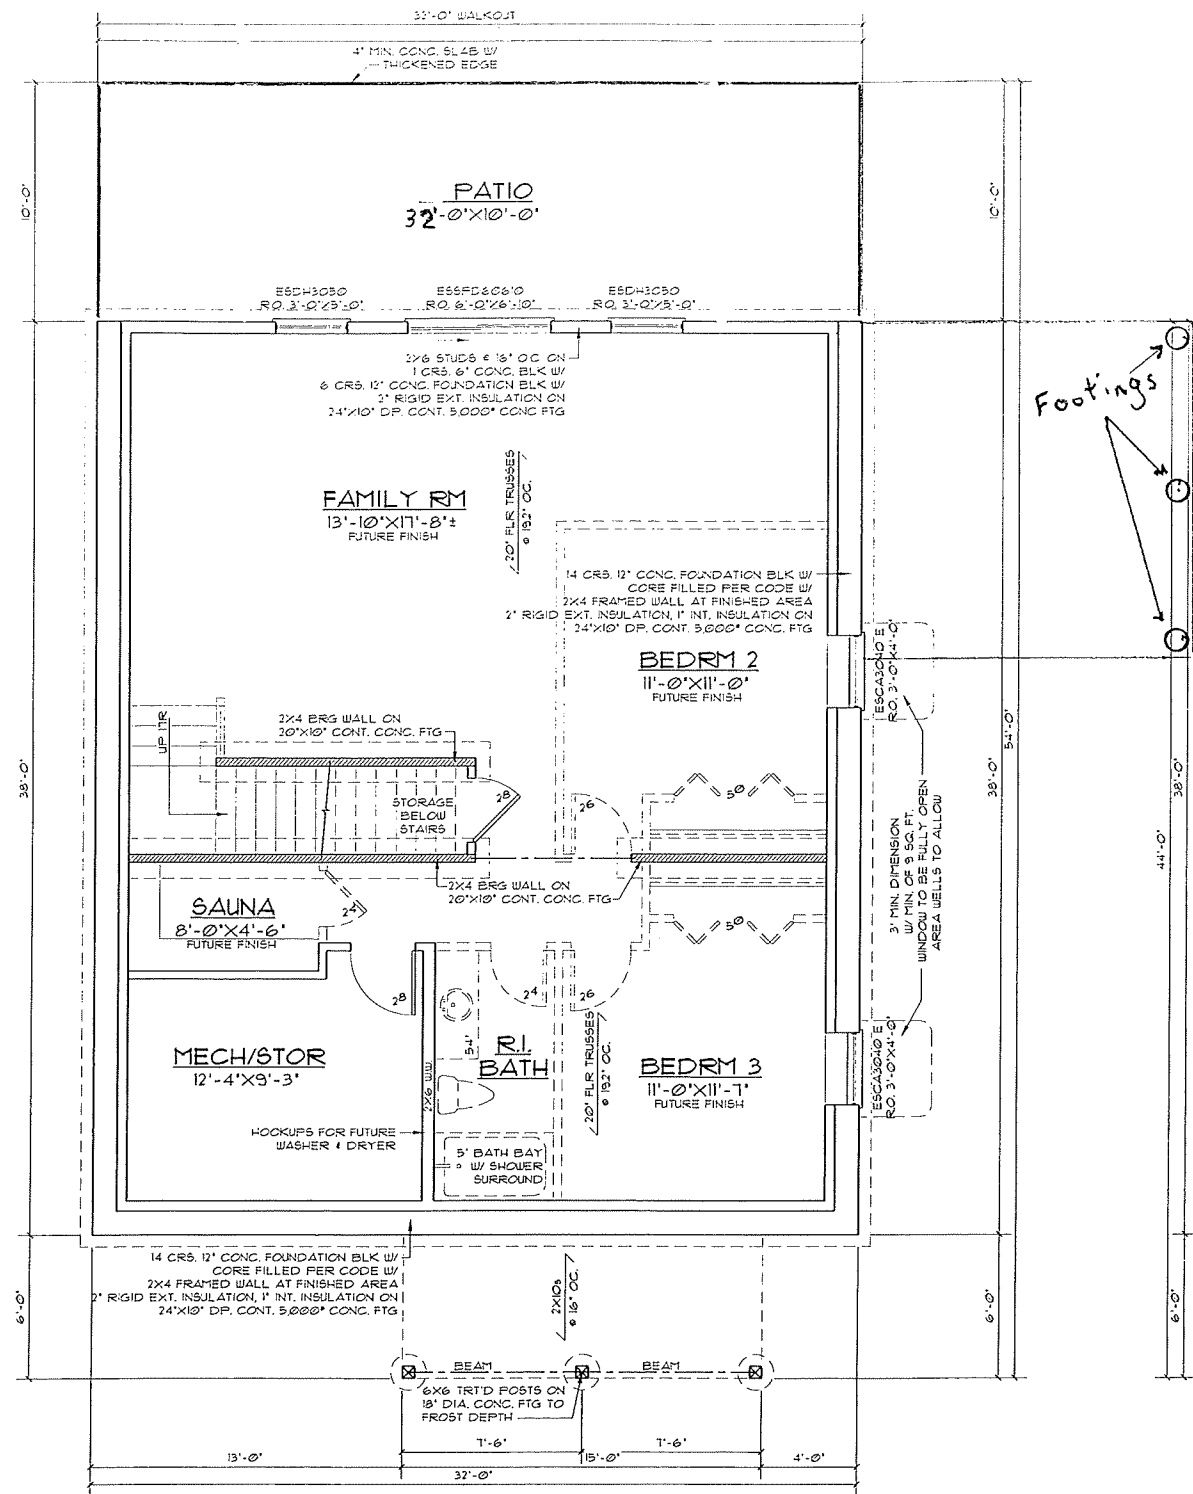 32'-0" WALKOUT
4" MIN. CONC. SLAB W/
THICKENED EDGE
10'-0"
10'-0"
PATIO
32'-0"X10'-0"
ESDH3050
R.O. 3'-0"X5'-0"
ESSPD6068
R.O. 6'-0"X6'-10"
ESDH3050
R.O. 3'-0"X5'-0"
2X6 STUDS @ 16" O.C. ON
1 CRS. 6" CONC. BLK W/
6 CRS. 12" CONC. FOUNDATION BLK W/
2" RIGID EXT. INSULATION ON
24"X10" DP. CONT. 5,000# CONC FTG
Footings
FAMILY RM
13'-10"X17'-8"±
FUTURE FINISH
20" FLR TRUSSES
@ 19.2" OC.
14 CRS. 12" CONC. FOUNDATION BLK W/
CORE FILLED PER CODE W/
2X4 FRAMED WALL AT FINISHED AREA
2" RIGID EXT. INSULATION, 1" INT. INSULATION ON
24"X10" DP. CONT. 5,000# CONC. FTG
BEDRM 2
11'-0"X11'-0"
FUTURE FINISH
ESCA3040 E
R.O. 3'-0"X4'-0"
UP 17R
2X4 BRG WALL ON
20"X10" CONT. CONC. FTG
28
STORAGE
BELOW
STAIRS
26
50
38'-0"
3' MIN. DIMENSION
W/ MIN. OF 9 SQ. FT.
WINDOW TO BE FULLY OPEN
AREA WELLS TO ALLOW
38'-0"
54'-0"
44'-0"
38'-0"
2X4 BRG WALL ON
20"X10" CONT. CONC. FTG
SAUNA
8'-0"X4'-6"
FUTURE FINISH
24
50
28
24
26
MECH/STOR
12'-4"X9'-3"
54"
R.I.
BATH
2X6 WW.
20" FLR TRUSSES
@ 19.2" OC.
BEDRM 3
11'-0"X11'-7"
FUTURE FINISH
ESCA3040 E
R.O. 3'-0"X4'-0"
HOOKUPS FOR FUTURE
WASHER & DRYER
5' BATH BAY
W/ SHOWER
SURROUND
14 CRS. 12" CONC. FOUNDATION BLK W/
CORE FILLED PER CODE W/
2X4 FRAMED WALL AT FINISHED AREA
2" RIGID EXT. INSULATION, 1" INT. INSULATION ON
24"X10" DP. CONT. 5,000# CONC. FTG
6'-0"
2X10s
@ 16" OC.
6'-0"
6'-0"
BEAM
BEAM
6X6 TRT'D POSTS ON
18" DIA. CONC. FTG TO
FROST DEPTH
7'-6"
7'-6"
13'-0"
15'-0"
4'-0"
32'-0"